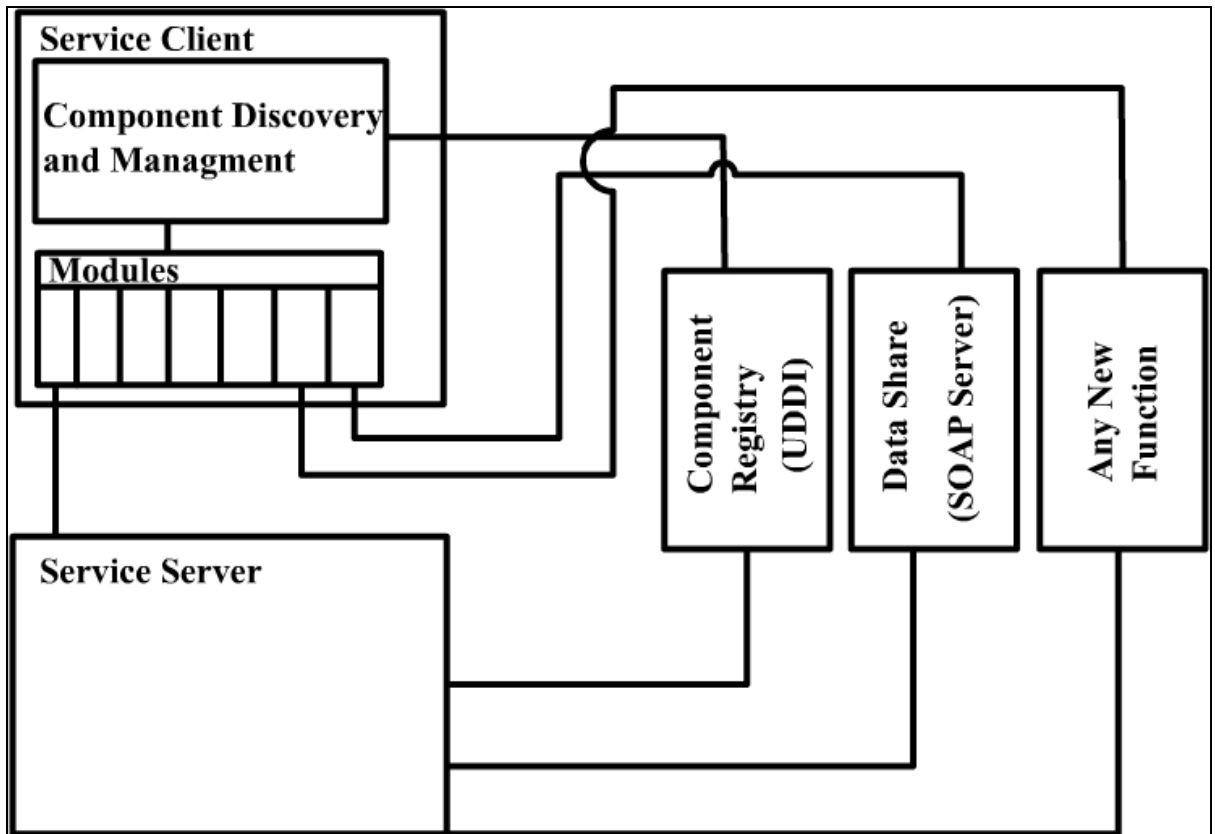 Service Client
Component Discovery
and Managment
Modules
Component
Registry
(UDDI)
Data Share
(SOAP Server)
Any New
Function
Service Server